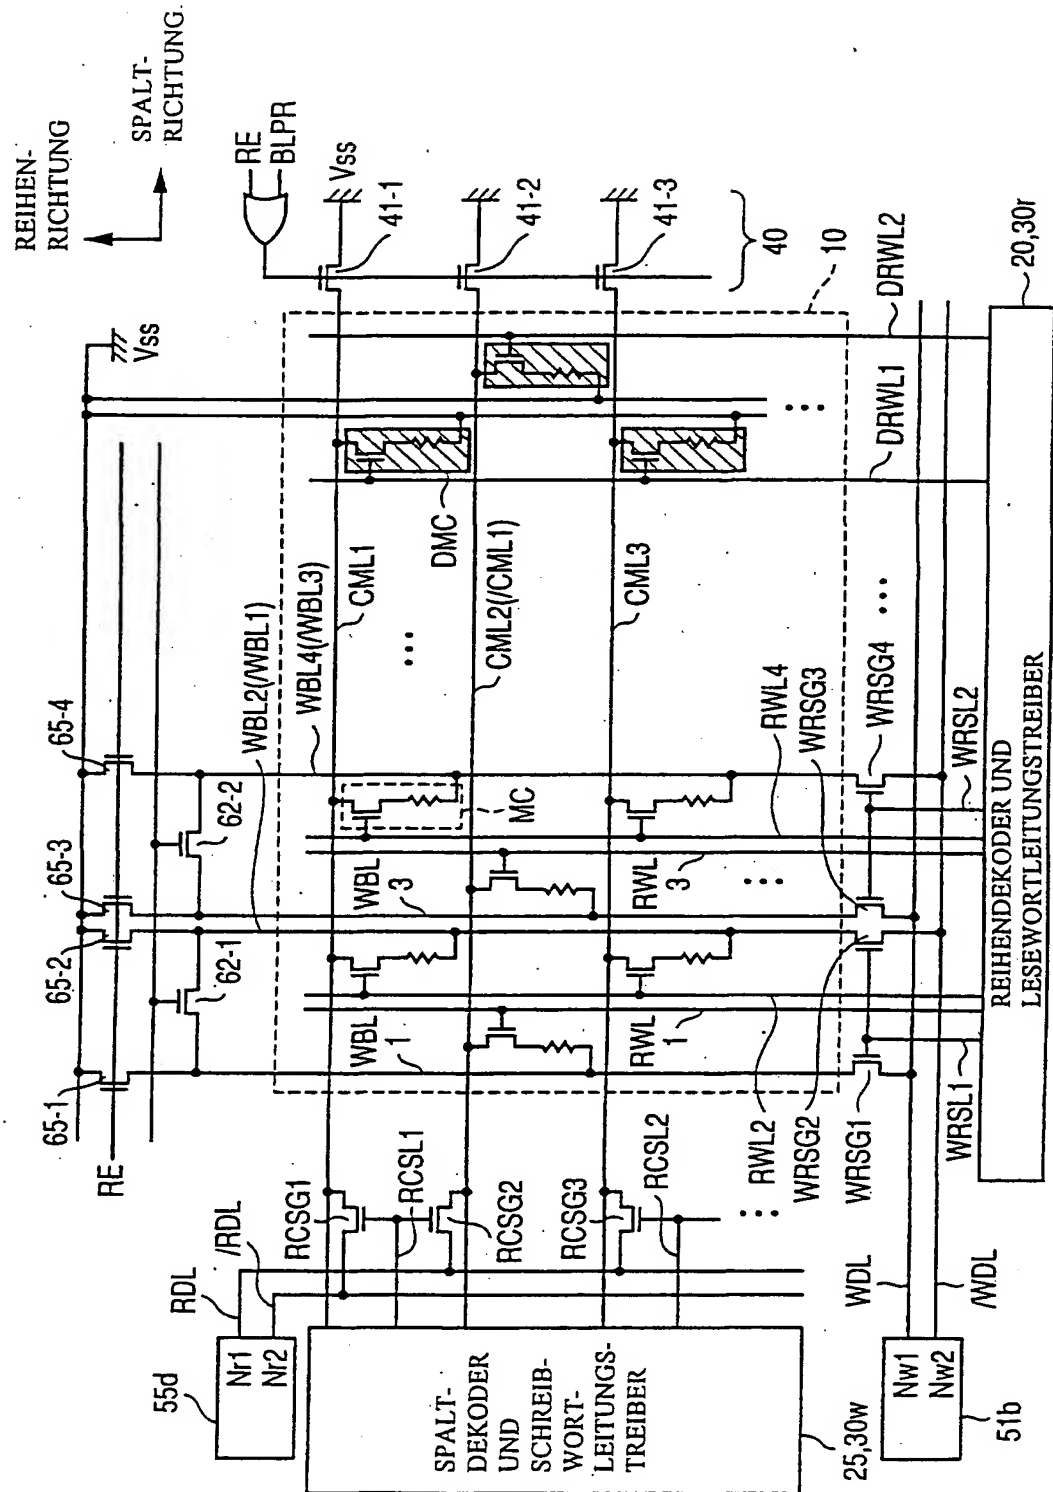 REIHEN-
RICHTUNG
SPALT-
RICHTUNG.
RE
BLPR
Vss
41-1
41-2
41-3
40
10
Vss
DRWL2
20,30r
DRWL1
DMC
CML1
CML2(/CML1)
CML3
WBL4(/WBL3)
WBL2(/WBL1)
65-4
62-2
65-3
65-2
62-1
65-1
RE
MC
WBL
3
RWL
3
WBL
1
RWL
1
RWL4
WRSG3
WRSG4
WRSL2
RWL2
WRSG2
WRSG1
WRSL1
REIHENDEKODER UND
LESEWORTLEITUNGSTREIBER
RCSG1
RCSL1
RCSG2
RCSG3
RCSL2
/RDL
RDL
Nr1
Nr2
55d
SPALT-
DEKODER
UND
SCHREIB-
WORT-
LEITUNGS-
TREIBER
25,30w
WDL
/WDL
Nw1
Nw2
51b